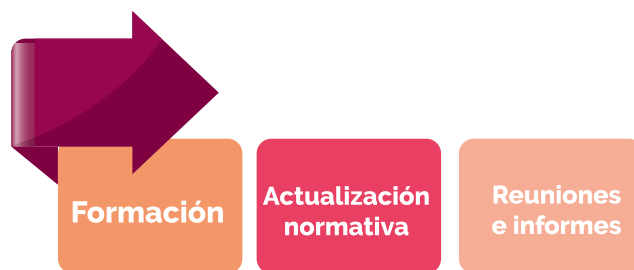 Formación
Actualización
normativa
Reuniones
e informes